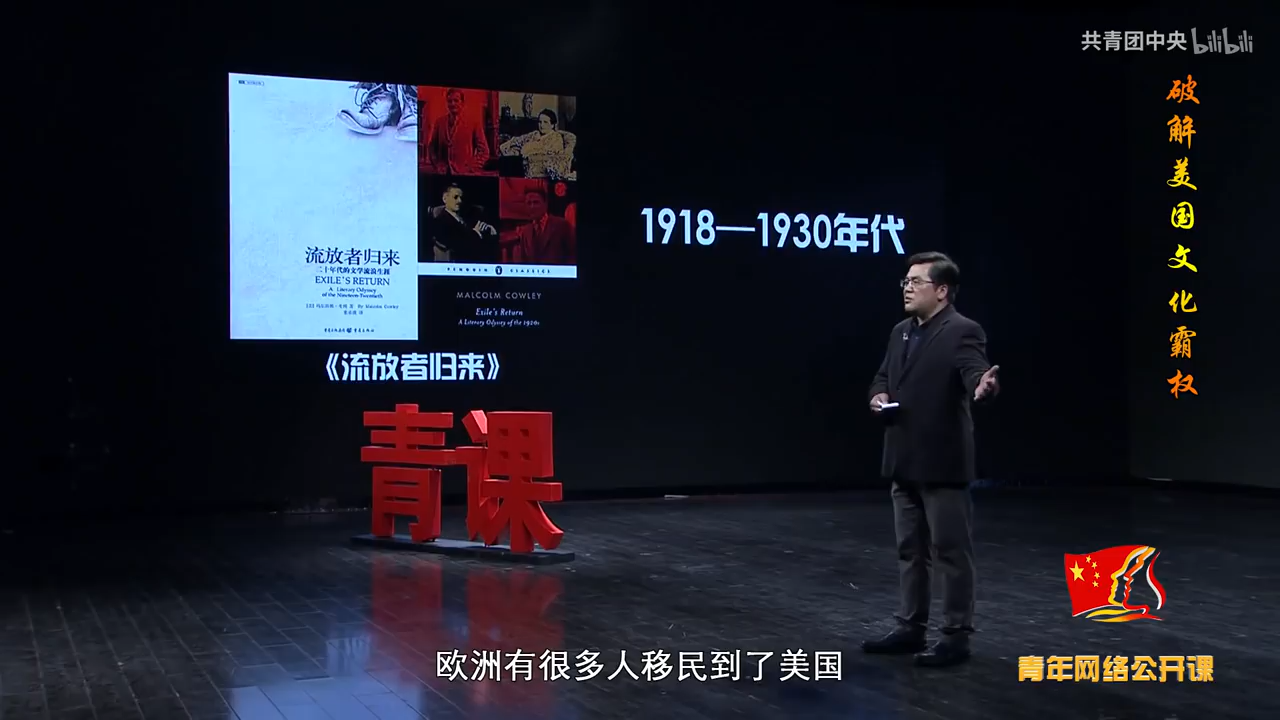 共青团中央 bilibili
破解美国文化霸权
流放者归来
二十年代的文学流浪生涯
EXILE'S RETURN
A Literary Odyssey
of the Nineteen-Twentieth
PENGUIN CLASSICS
MALCOLM COWLEY
Exile's Return
A Literary Odyssey of the 1920s
《流放者归来》
1918—1930年代
青课
欧洲有很多人移民到了美国
青年网络公开课